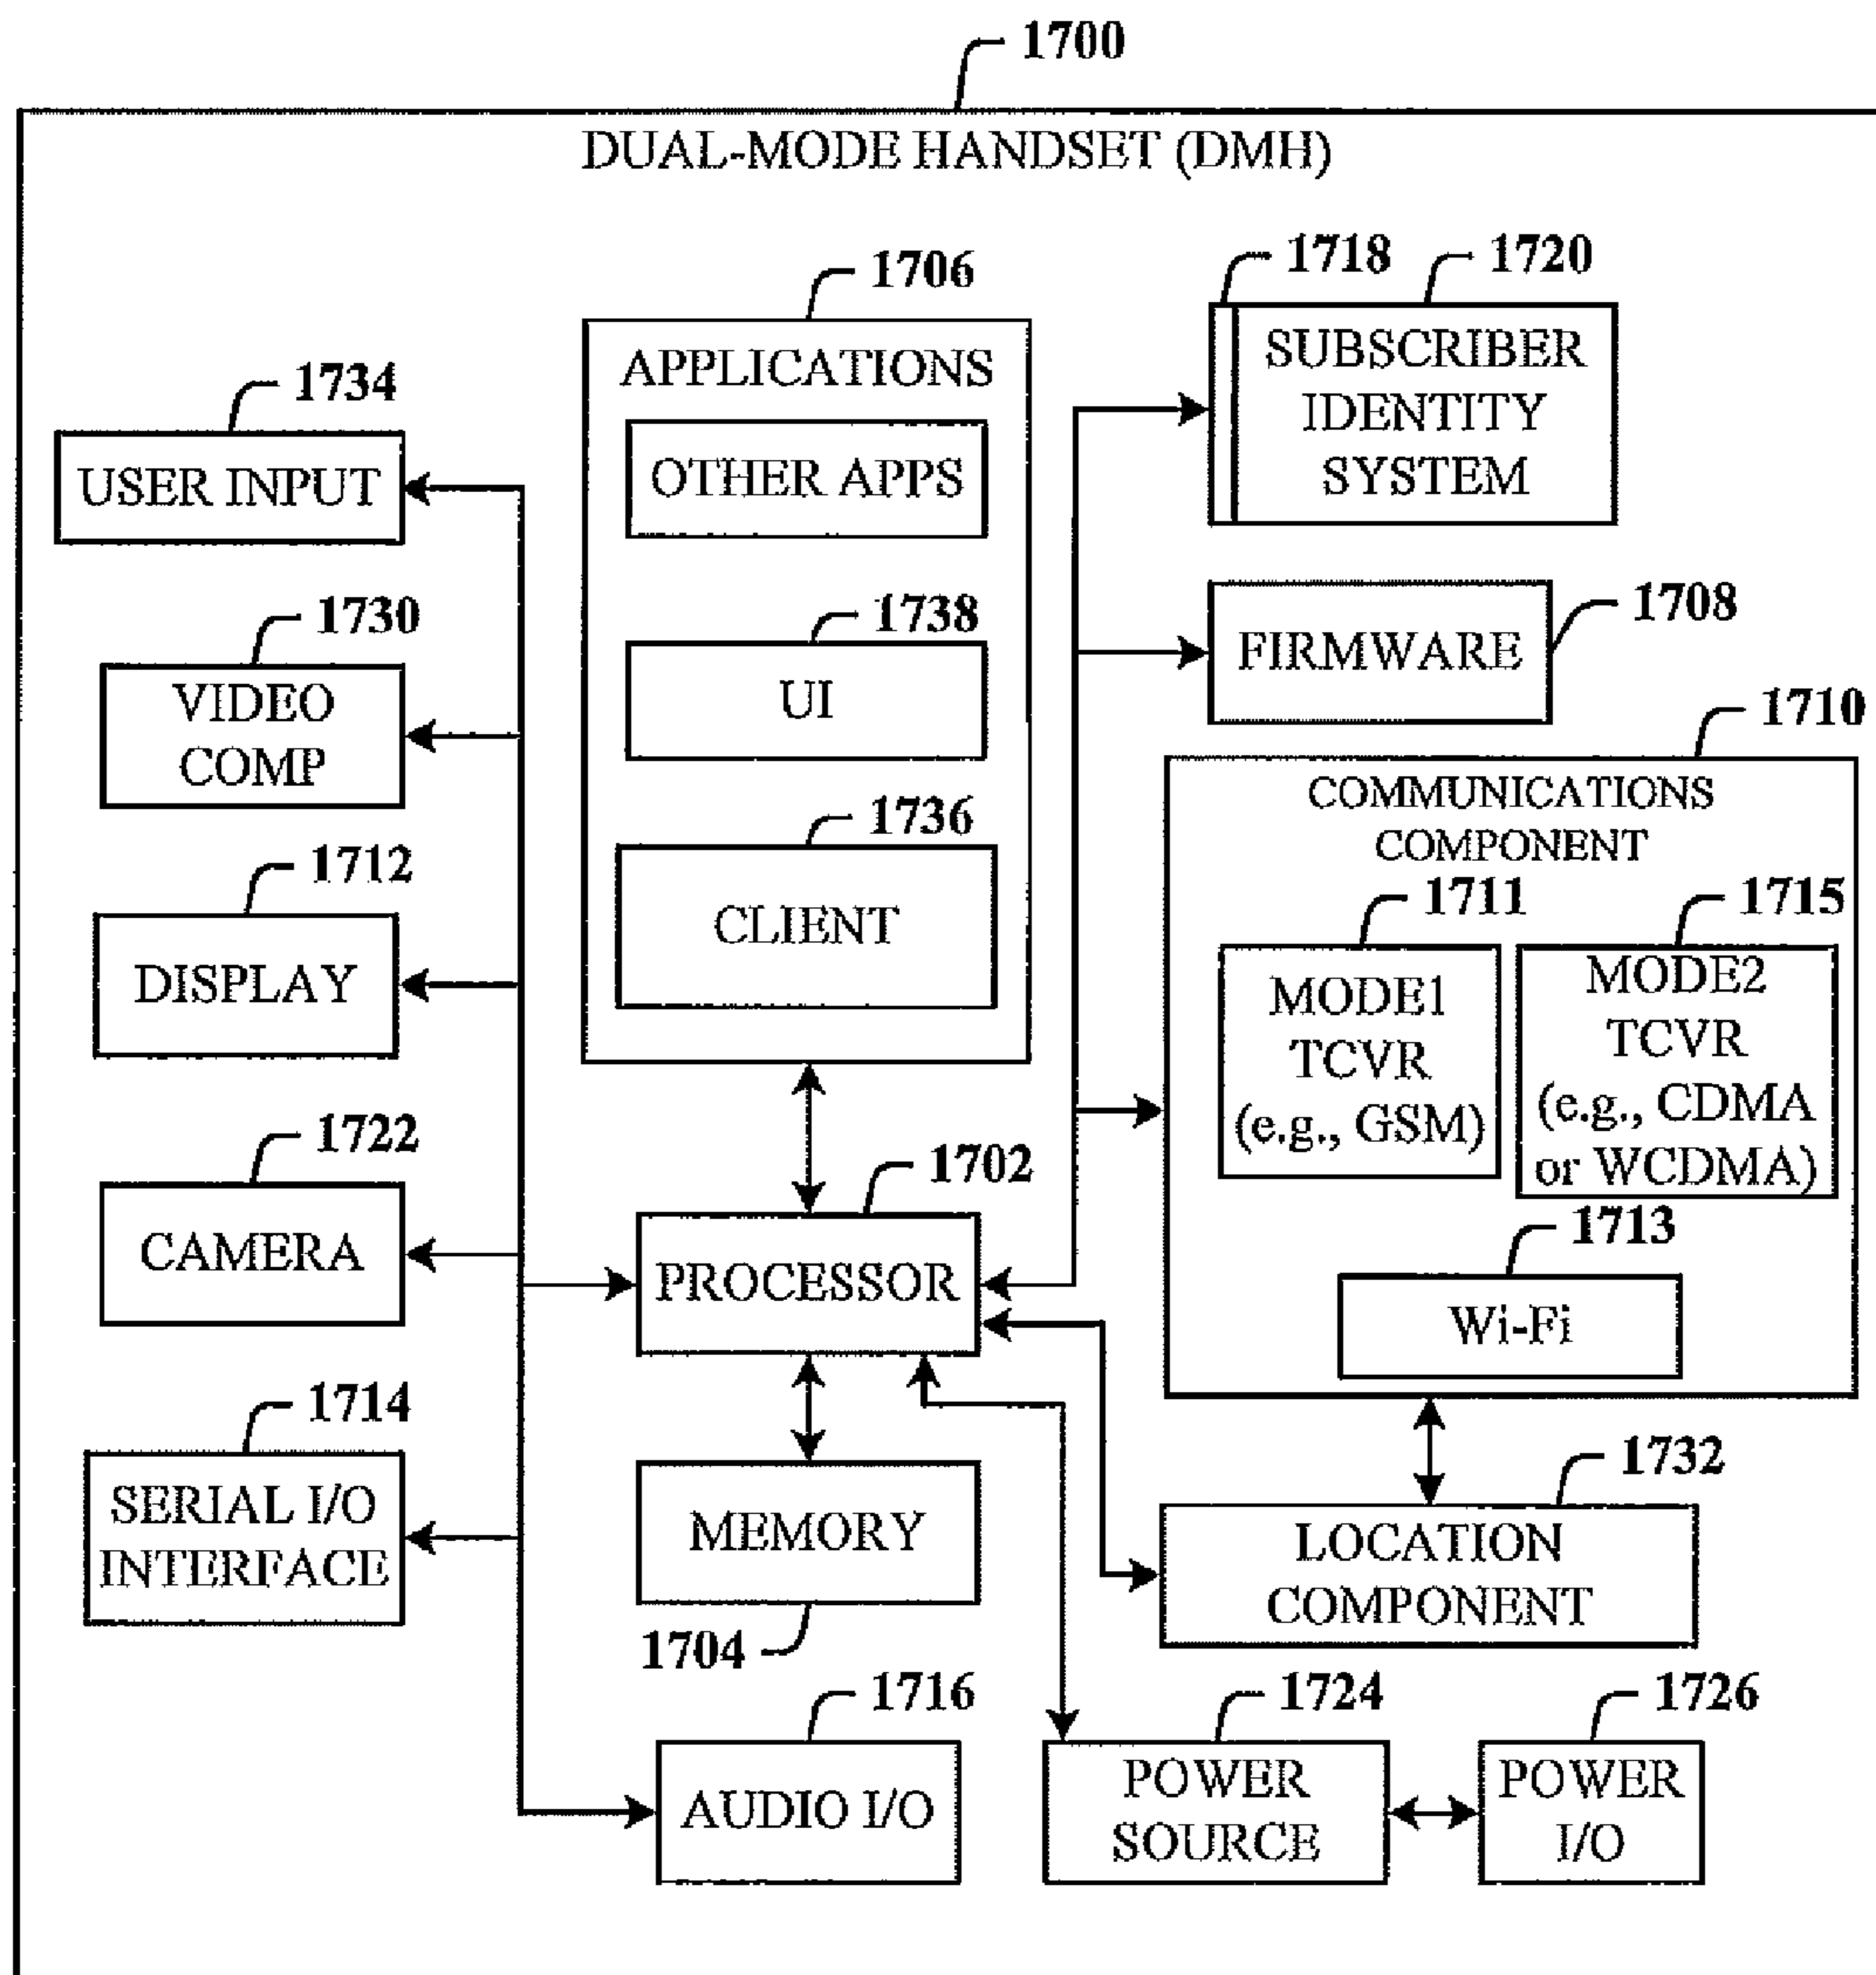 1700
DUAL-MODE HANDSET (DMH)
1706
APPLICATIONS
OTHER APPS
1738
UI
1736
CLIENT
1718
1720
SUBSCRIBER
IDENTITY
SYSTEM
1734
USER INPUT
1730
VIDEO
COMP
1712
DISPLAY
1722
CAMERA
1714
SERIAL I/O
INTERFACE
1708
FIRMWARE
1710
COMMUNICATIONS
COMPONENT
1711
MODE1
TCVR
(e.g., GSM)
1715
MODE2
TCVR
(e.g., CDMA
or WCDMA)
1713
Wi-Fi
1702
PROCESSOR
MEMORY
1704
1732
LOCATION
COMPONENT
1716
AUDIO I/O
1724
POWER
SOURCE
1726
POWER
I/O